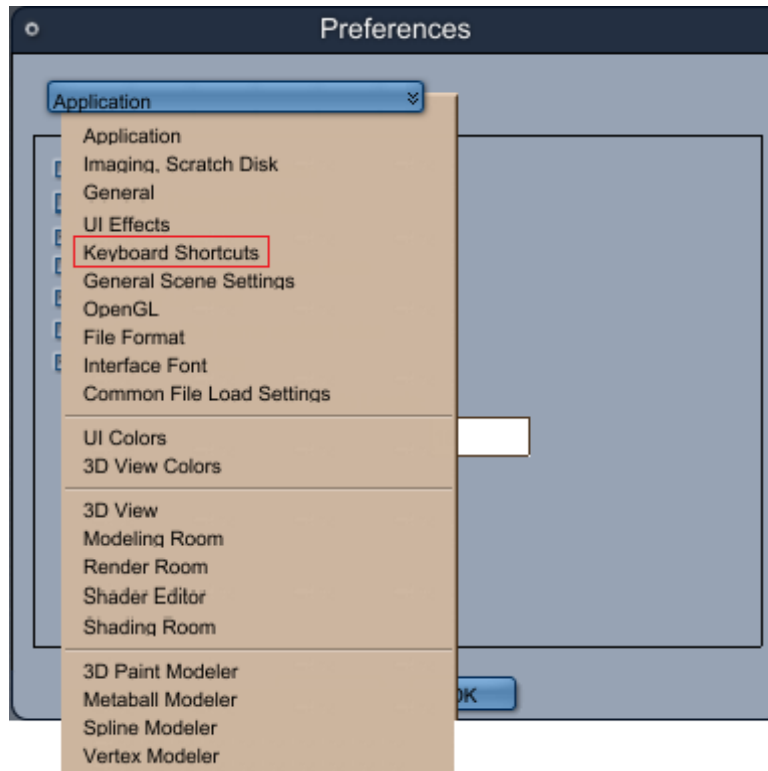 Preferences
Application
Application
Imaging, Scratch Disk
General
UI Effects
Keyboard Shortcuts
General Scene Settings
OpenGL
File Format
Interface Font
Common File Load Settings
UI Colors
3D View Colors
3D View
Modeling Room
Render Room
Shader Editor
Shading Room
3D Paint Modeler
Metaball Modeler
OK
Spline Modeler
Vertex Modeler